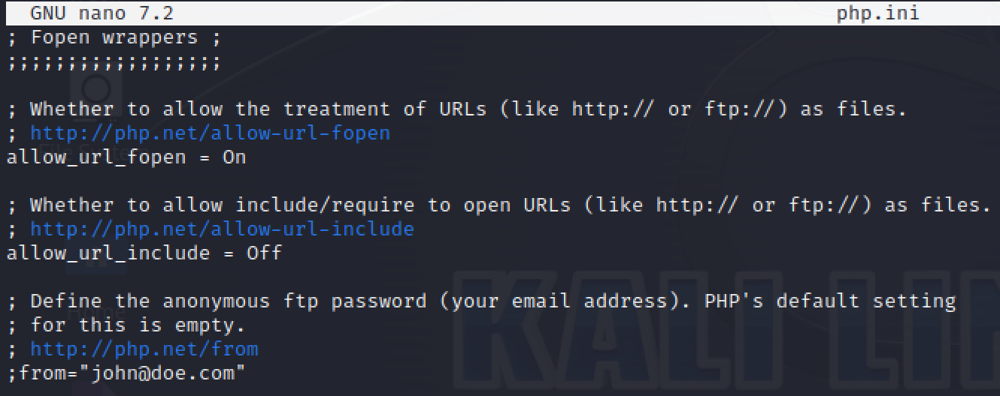 GNU nano 7.2 php.ini
; Fopen wrappers ;
;;;;;;;;;;;;;;;;;;

; Whether to allow the treatment of URLs (like http:// or ftp://) as files.
; http://php.net/allow-url-fopen
allow_url_fopen = On

; Whether to allow include/require to open URLs (like http:// or ftp://) as files.
; http://php.net/allow-url-include
allow_url_include = Off

; Define the anonymous ftp password (your email address). PHP's default setting
; for this is empty.
; http://php.net/from
;from="john@doe.com"
KALI LIN
Home